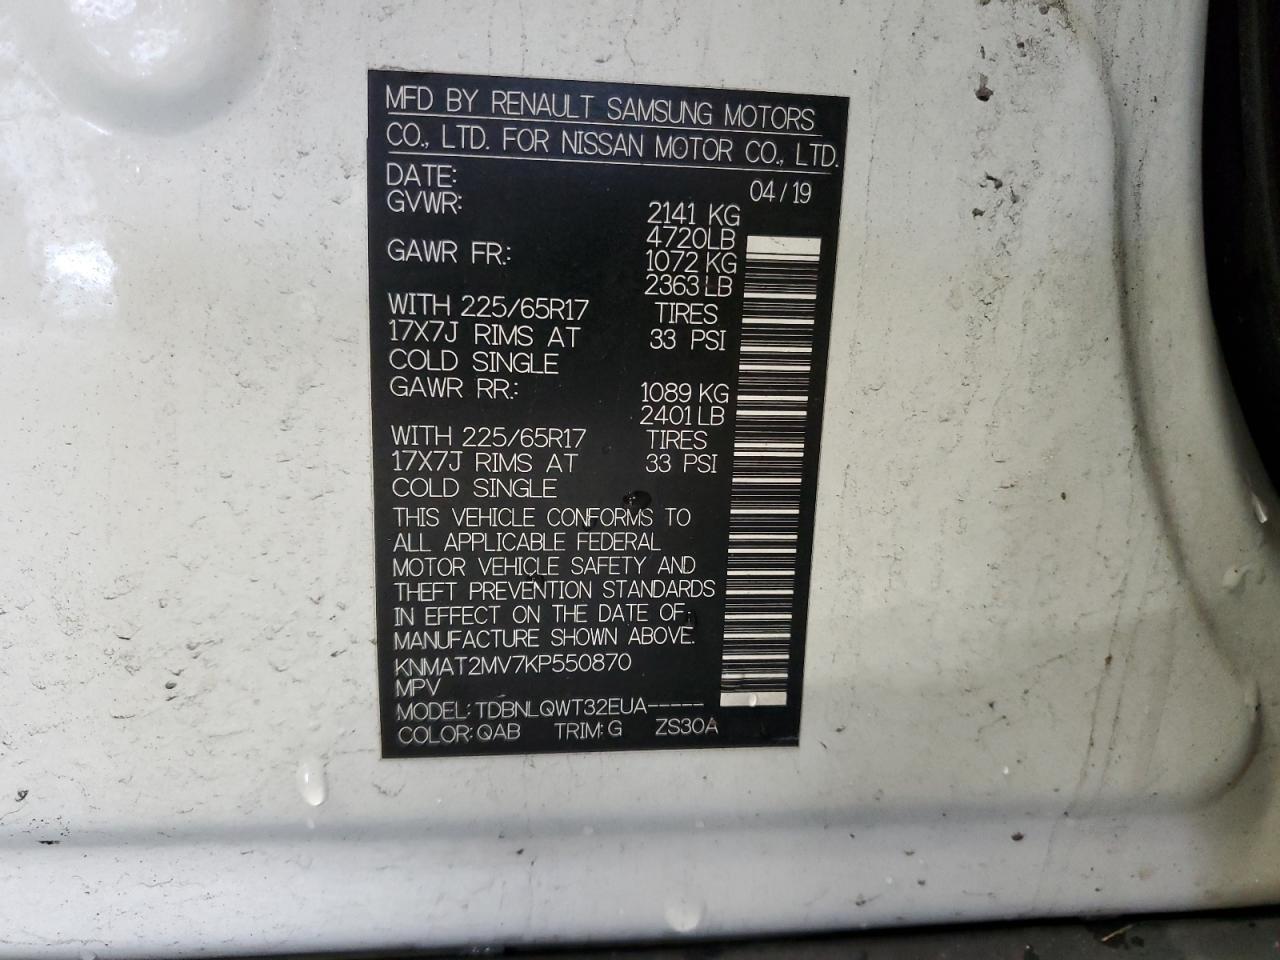 MFD BY RENAULT SAMSUNG MOTORS
CO., LTD. FOR NISSAN MOTOR CO., LTD.
DATE: 04/19
GVWR: 2141 KG
4720LB
GAWR FR: 1072 KG
2363LB
WITH 225/65R17 TIRES
17X7J RIMS AT 33 PSI
COLD SINGLE
GAWR RR: 1089 KG
2401LB
WITH 225/65R17 TIRES
17X7J RIMS AT 33 PSI
COLD SINGLE
THIS VEHICLE CONFORMS TO
ALL APPLICABLE FEDERAL
MOTOR VEHICLE SAFETY AND
THEFT PREVENTION STANDARDS
IN EFFECT ON THE DATE OF
MANUFACTURE SHOWN ABOVE.
KNMAT2MV7KP550870
MPV
MODEL: TDBNLQWT32EUA-----
COLOR: QAB TRIM: G ZS30A